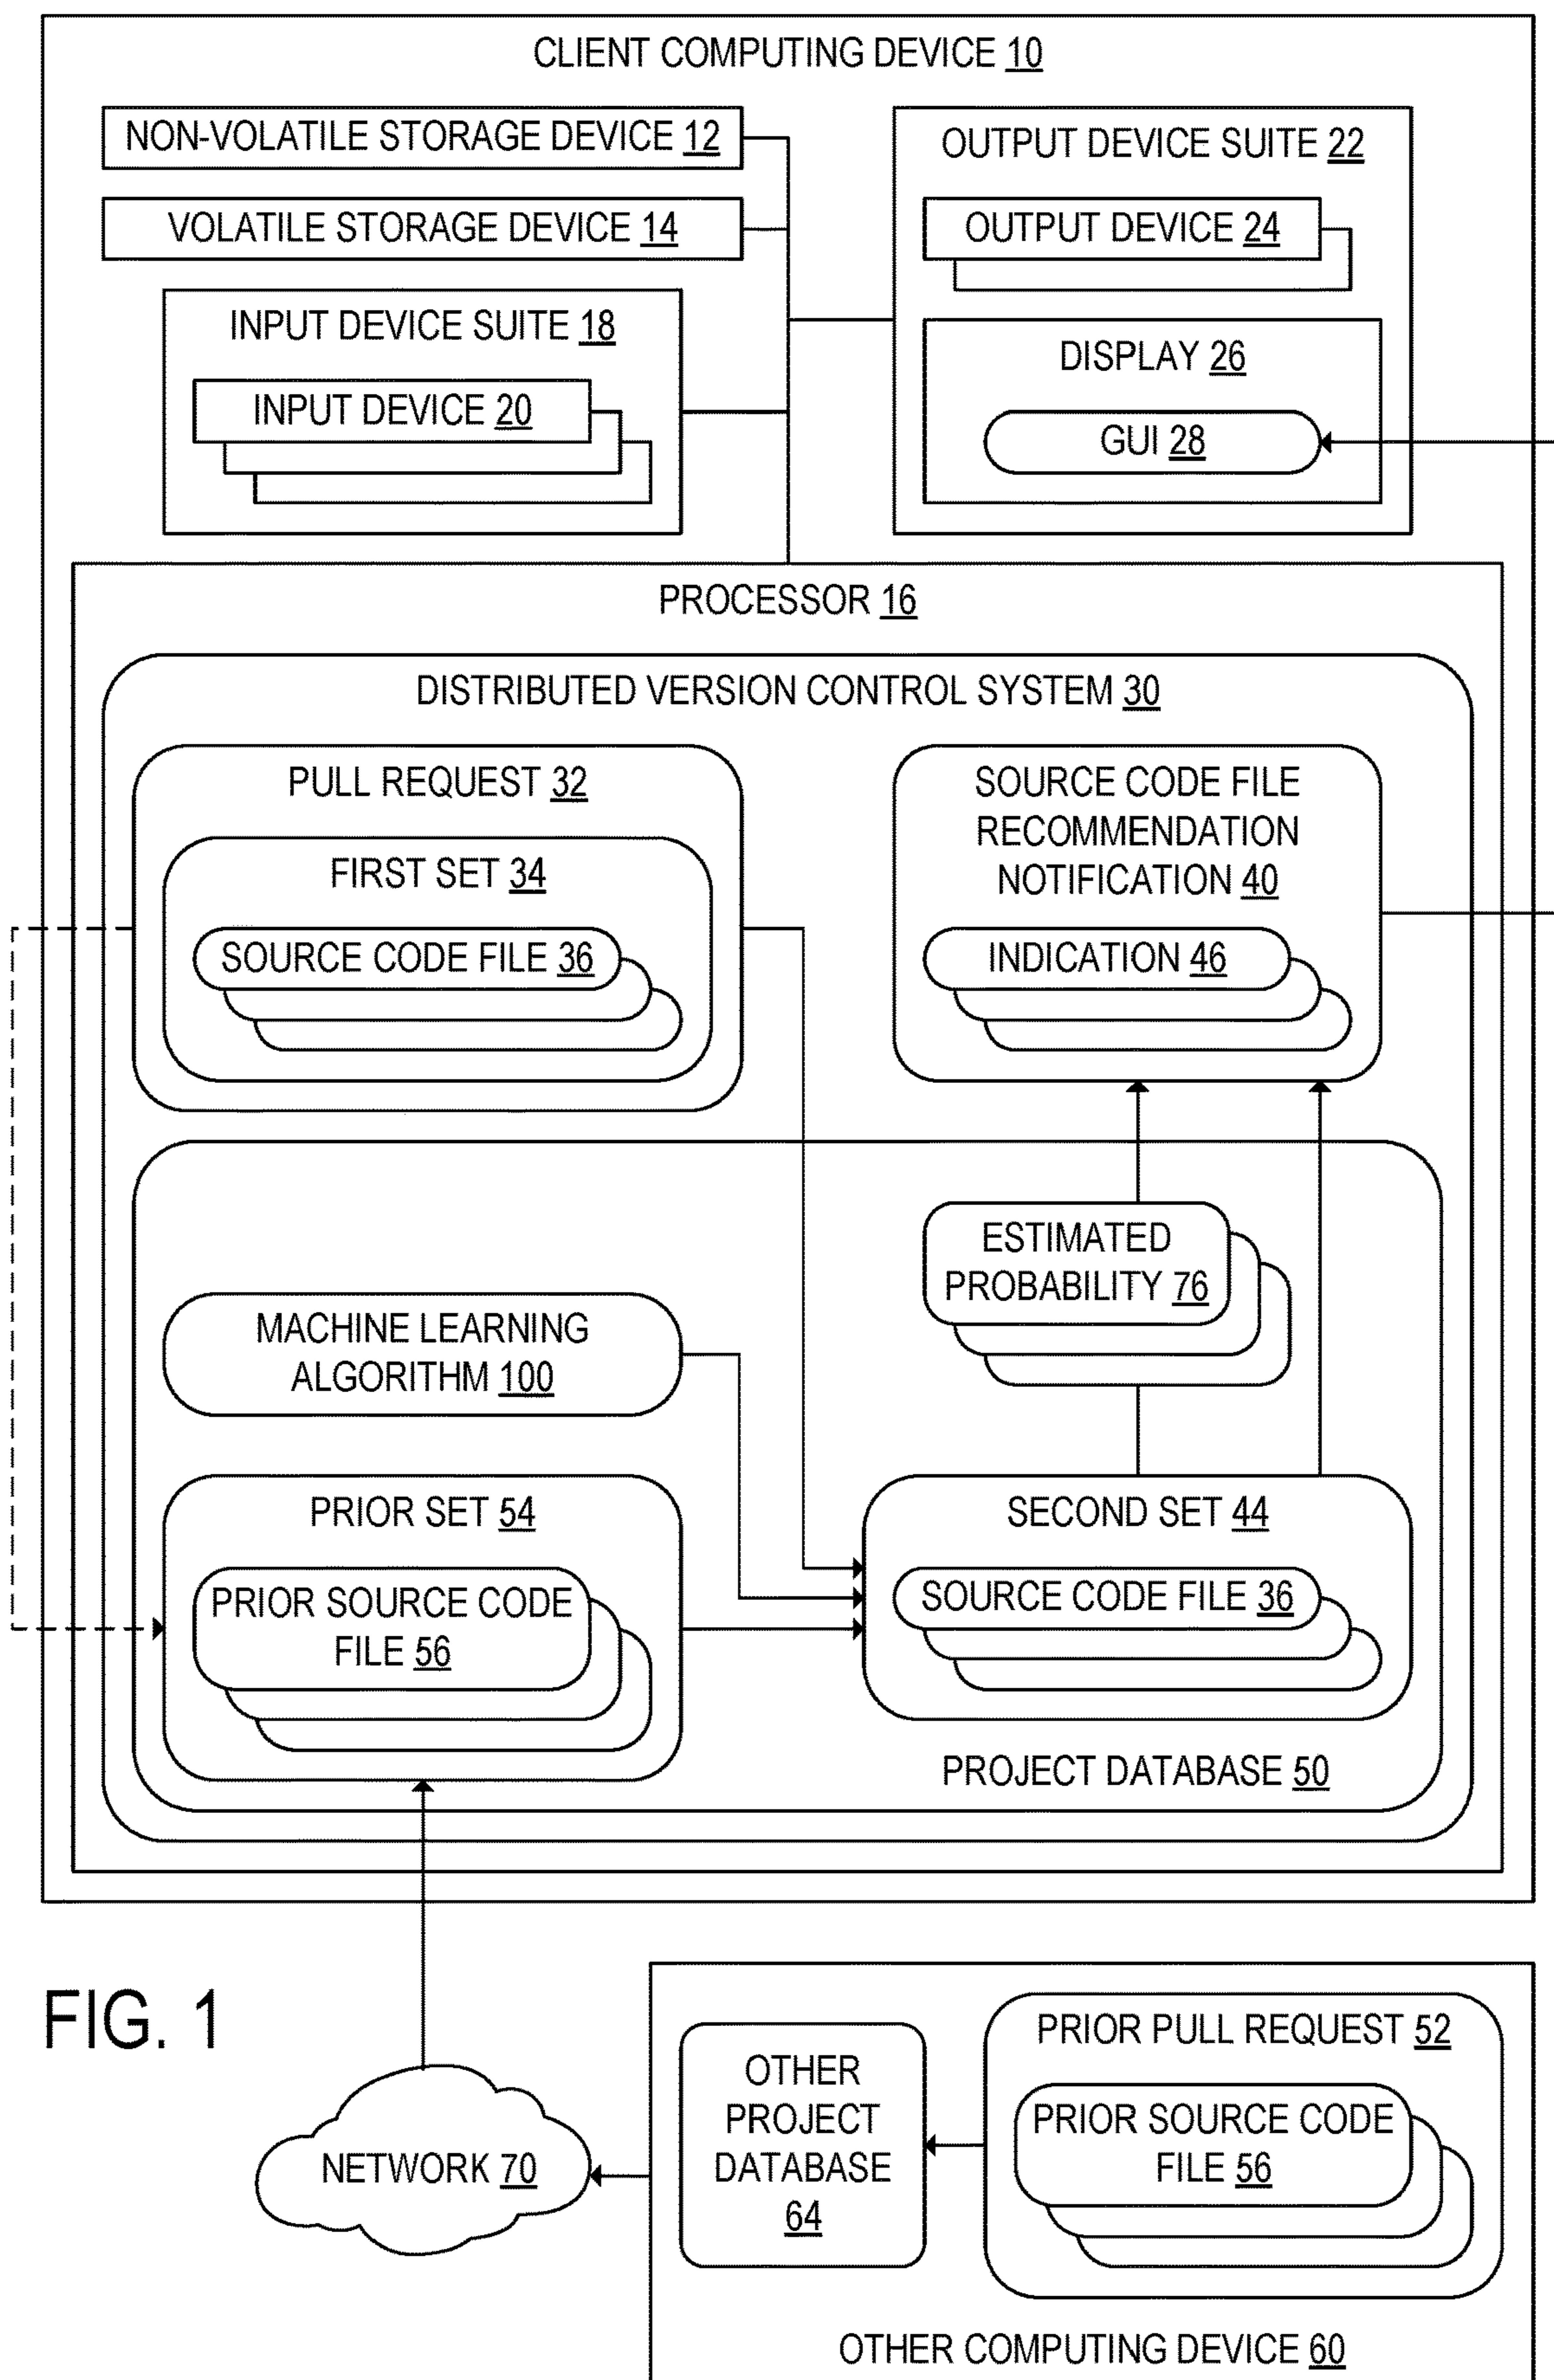 CLIENT COMPUTING DEVICE 10
NON-VOLATILE STORAGE DEVICE 12
VOLATILE STORAGE DEVICE 14
INPUT DEVICE SUITE 18
INPUT DEVICE 20
OUTPUT DEVICE SUITE 22
OUTPUT DEVICE 24
DISPLAY 26
GUI 28
PROCESSOR 16
DISTRIBUTED VERSION CONTROL SYSTEM 30
PULL REQUEST 32
FIRST SET 34
SOURCE CODE FILE 36
SOURCE CODE FILE
RECOMMENDATION
NOTIFICATION 40
INDICATION 46
ESTIMATED
PROBABILITY 76
MACHINE LEARNING
ALGORITHM 100
PRIOR SET 54
PRIOR SOURCE CODE
FILE 56
SECOND SET 44
SOURCE CODE FILE 36
PROJECT DATABASE 50
FIG. 1
NETWORK 70
OTHER
PROJECT
DATABASE
64
PRIOR PULL REQUEST 52
PRIOR SOURCE CODE
FILE 56
OTHER COMPUTING DEVICE 60